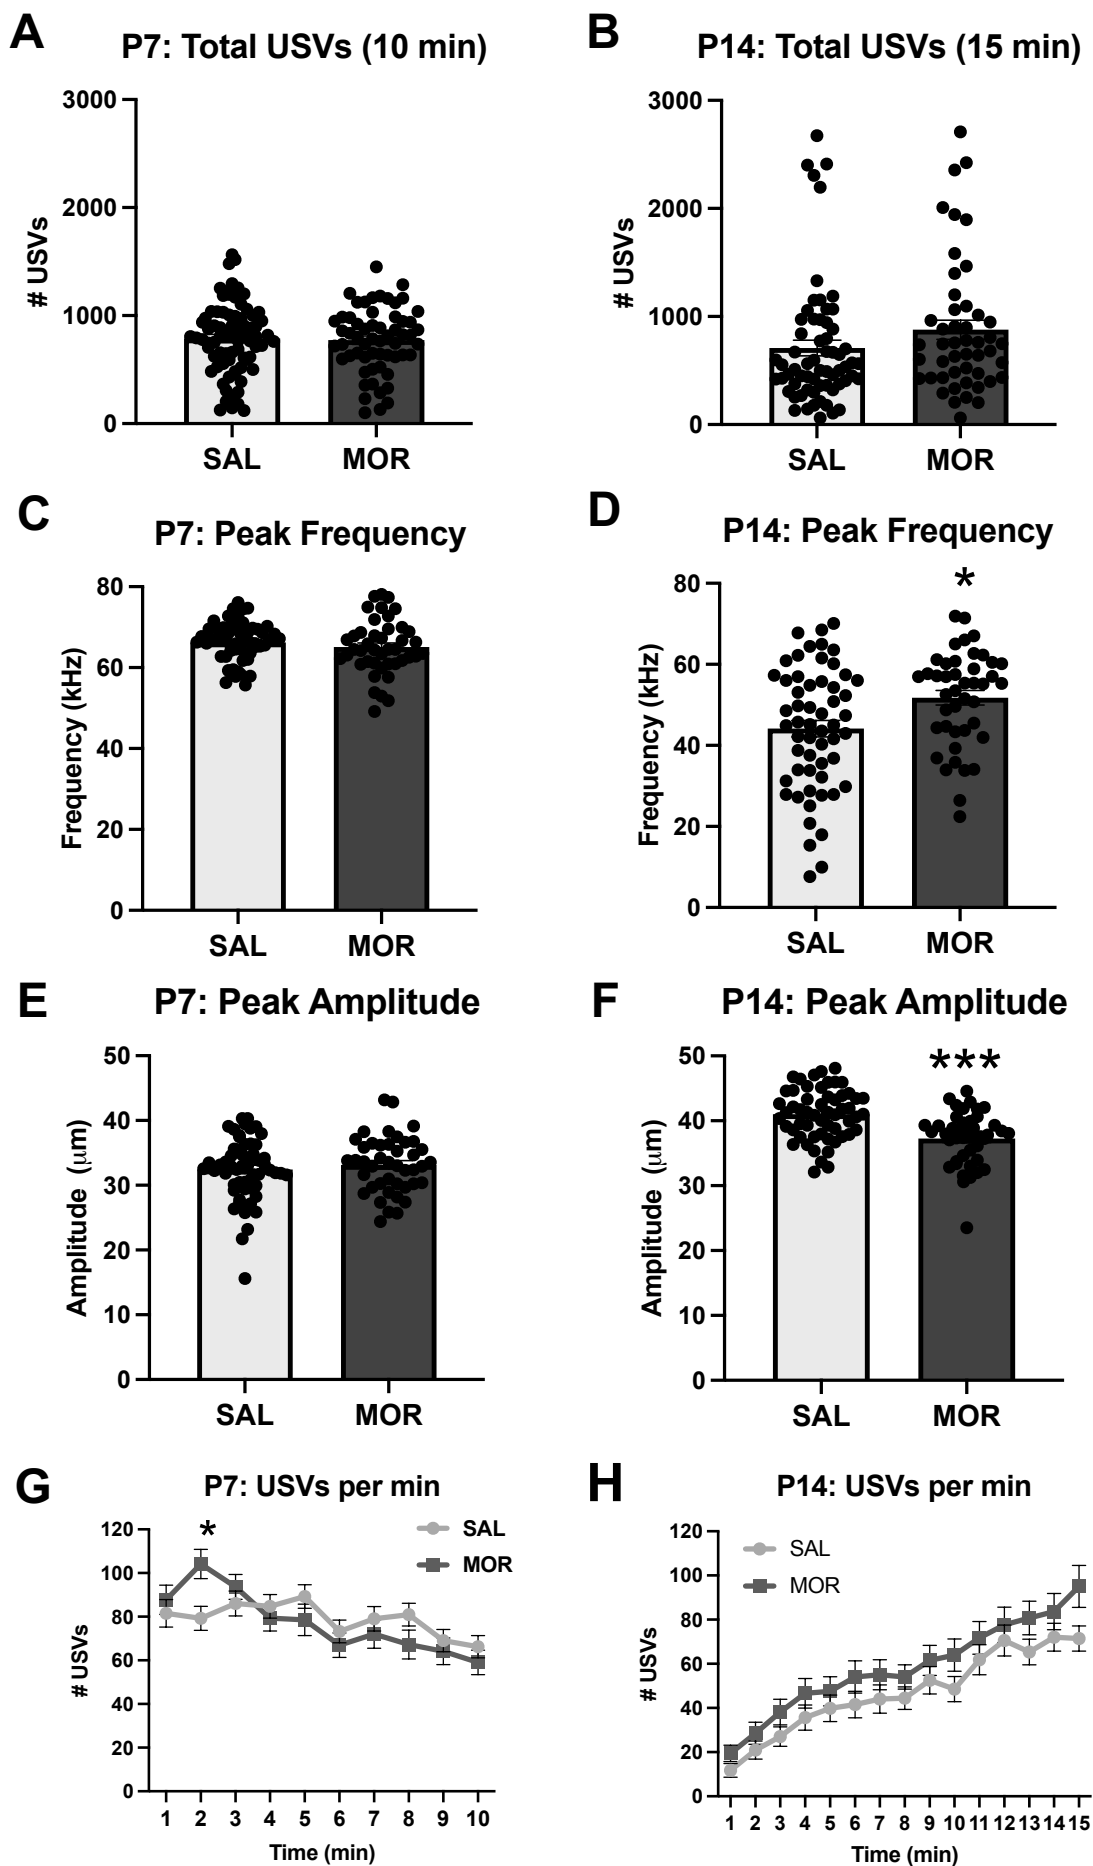 A
P7: Total USVs (10 min)
3000
2000
1000
0
# USVs
SAL
MOR
B
P14: Total USVs (15 min)
3000
2000
1000
0
# USVs
SAL
MOR
C
P7: Peak Frequency
80
60
40
20
0
Frequency (kHz)
SAL
MOR
D
P14: Peak Frequency
*
80
60
40
20
0
Frequency (kHz)
SAL
MOR
E
P7: Peak Amplitude
50
40
30
20
10
0
Amplitude (μm)
SAL
MOR
F
P14: Peak Amplitude
***
50
40
30
20
10
0
Amplitude (μm)
SAL
MOR
G
P7: USVs per min
*
SAL
MOR
120
100
80
60
40
20
0
# USVs
1 2 3 4 5 6 7 8 9 10
Time (min)
H
P14: USVs per min
SAL
MOR
120
100
80
60
40
20
0
# USVs
1 2 3 4 5 6 7 8 9 10 11 12 13 14 15
Time (min)